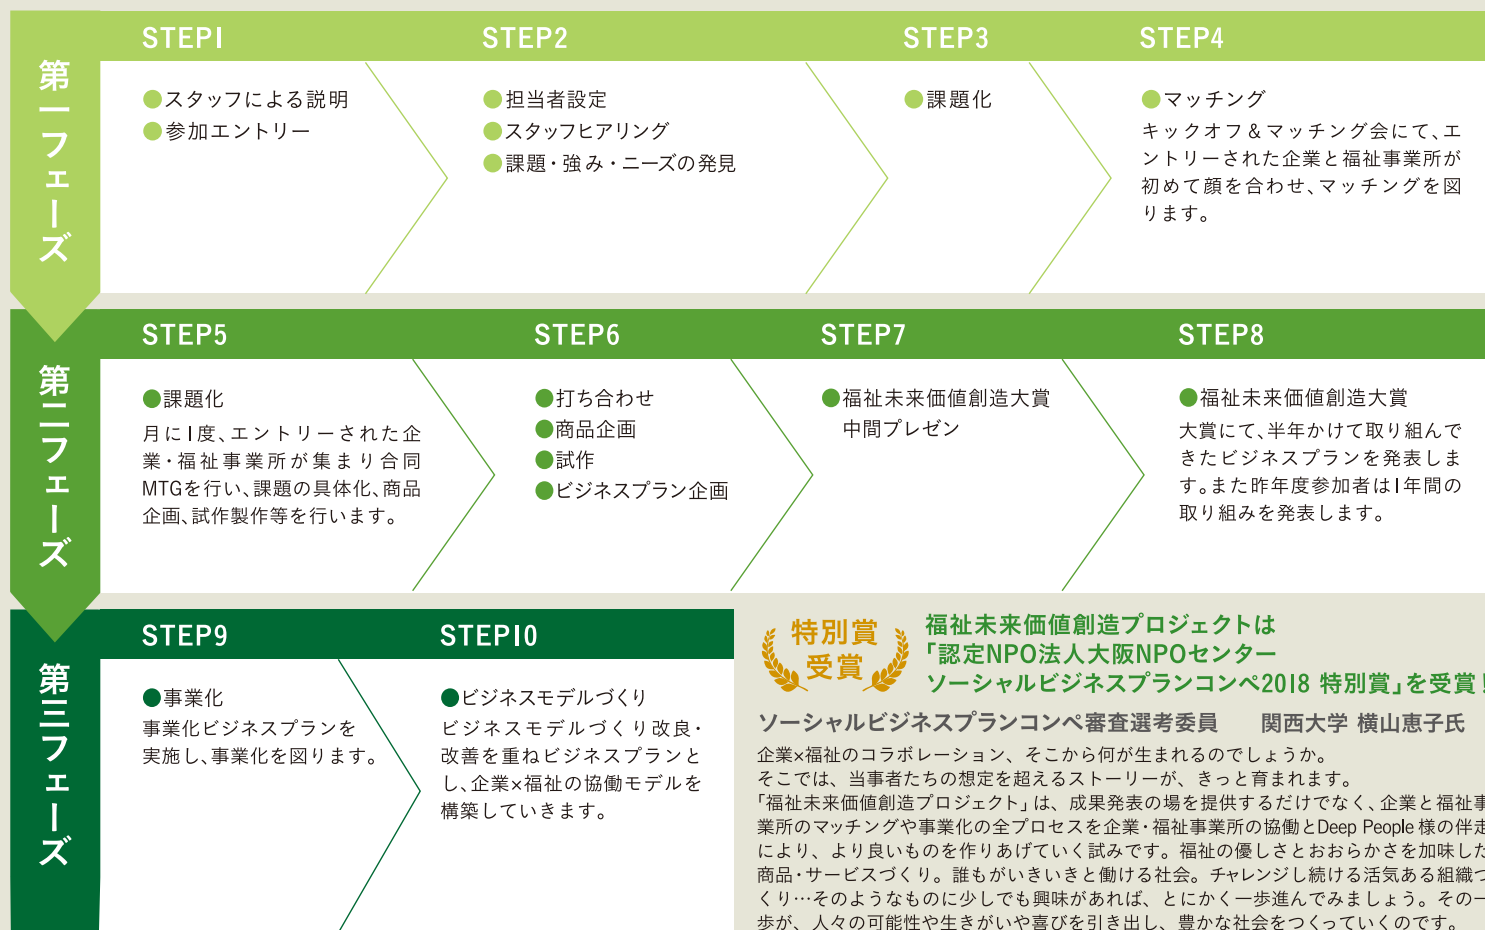 第一フェーズ
STEP1
●スタッフによる説明
●参加エントリー
STEP2
●担当者設定
●スタッフヒアリング
●課題・強み・ニーズの発見
STEP3
●課題化
STEP4
●マッチング
キックオフ&マッチング会にて、エ
ントリーされた企業と福祉事業所が
初めて顔を合わせ、マッチングを図
ります。
第二フェーズ
STEP5
●課題化
月に1度、エントリーされた企
業・福祉事業所が集まり合同
MTGを行い、課題の具体化、商品
企画、試作製作等を行います。
STEP6
●打ち合わせ
●商品企画
●試作
●ビジネスプラン企画
STEP7
●福祉未来価値創造大賞
中間プレゼン
STEP8
●福祉未来価値創造大賞
大賞にて、半年かけて取り組んで
きたビジネスプランを発表しま
す。また昨年度参加者は1年間の
取り組みを発表します。
第三フェーズ
STEP9
●事業化
事業化ビジネスプランを
実施し、事業化を図ります。
STEP10
●ビジネスモデルづくり
ビジネスモデルづくり改良・
改善を重ねビジネスプランと
し、企業×福祉の協働モデルを
構築していきます。
特別賞
受賞
福祉未来価値創造プロジェクトは
「認定NPO法人大阪NPOセンター
ソーシャルビジネスプランコンペ2018 特別賞」を受賞!
ソーシャルビジネスプランコンペ審査選考委員 関西大学 横山恵子氏
企業×福祉のコラボレーション、そこから何が生まれるのでしょうか。
そこでは、当事者たちの想定を超えるストーリーが、きっと育まれます。
「福祉未来価値創造プロジェクト」は、成果発表の場を提供するだけでなく、企業と福祉事
業所のマッチングや事業化の全プロセスを企業・福祉事業所の協働とDeep People 様の伴走
により、より良いものを作りあげていく試みです。福祉の優しさとおおらかさを加味した
商品・サービスづくり。誰もがいきいきと働ける社会。チャレンジし続ける活気ある組織づ
くり…そのようなものに少しでも興味があれば、とにかく一歩進んでみましょう。その一
歩が、人々の可能性や生きがいや喜びを引き出し、豊かな社会をつくっていくのです。